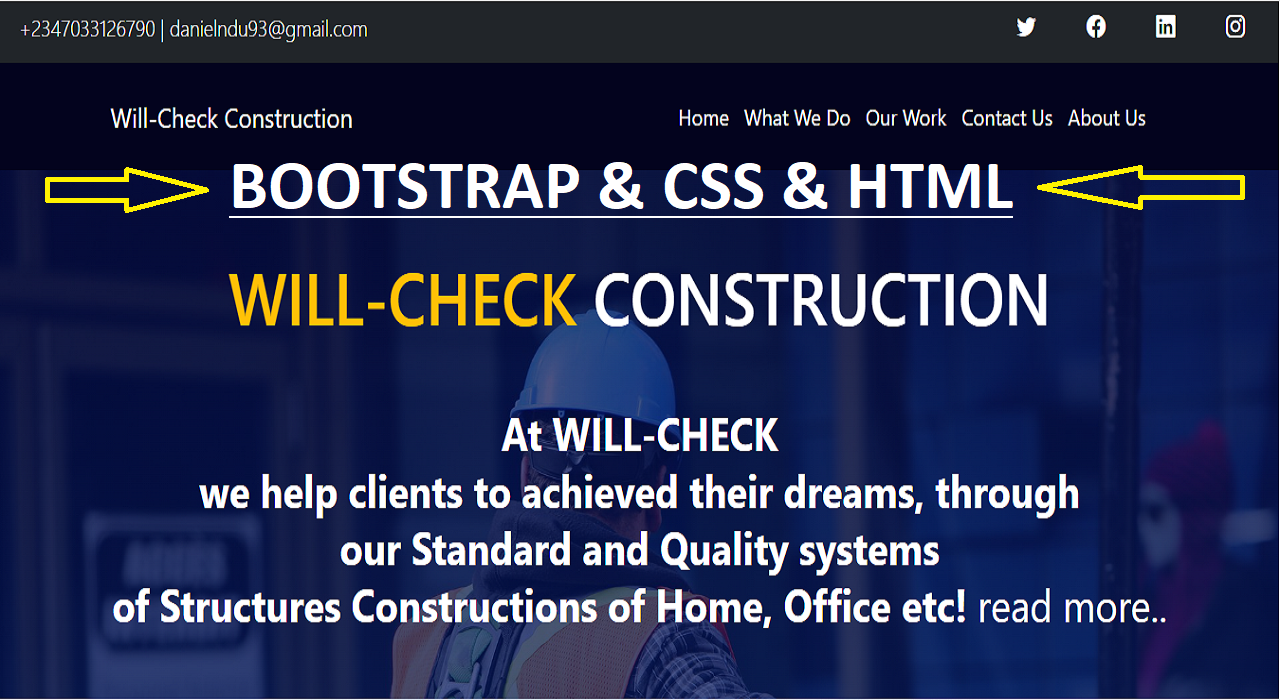 +2347033126790 | danielndu93@gmail.com
Will-Check Construction
Home What We Do Our Work Contact Us About Us
BOOTSTRAP & CSS & HTML
WILL-CHECK CONSTRUCTION
At WILL-CHECK
we help clients to achieved their dreams, through
our Standard and Quality systems
of Structures Constructions of Home, Office etc! read more..